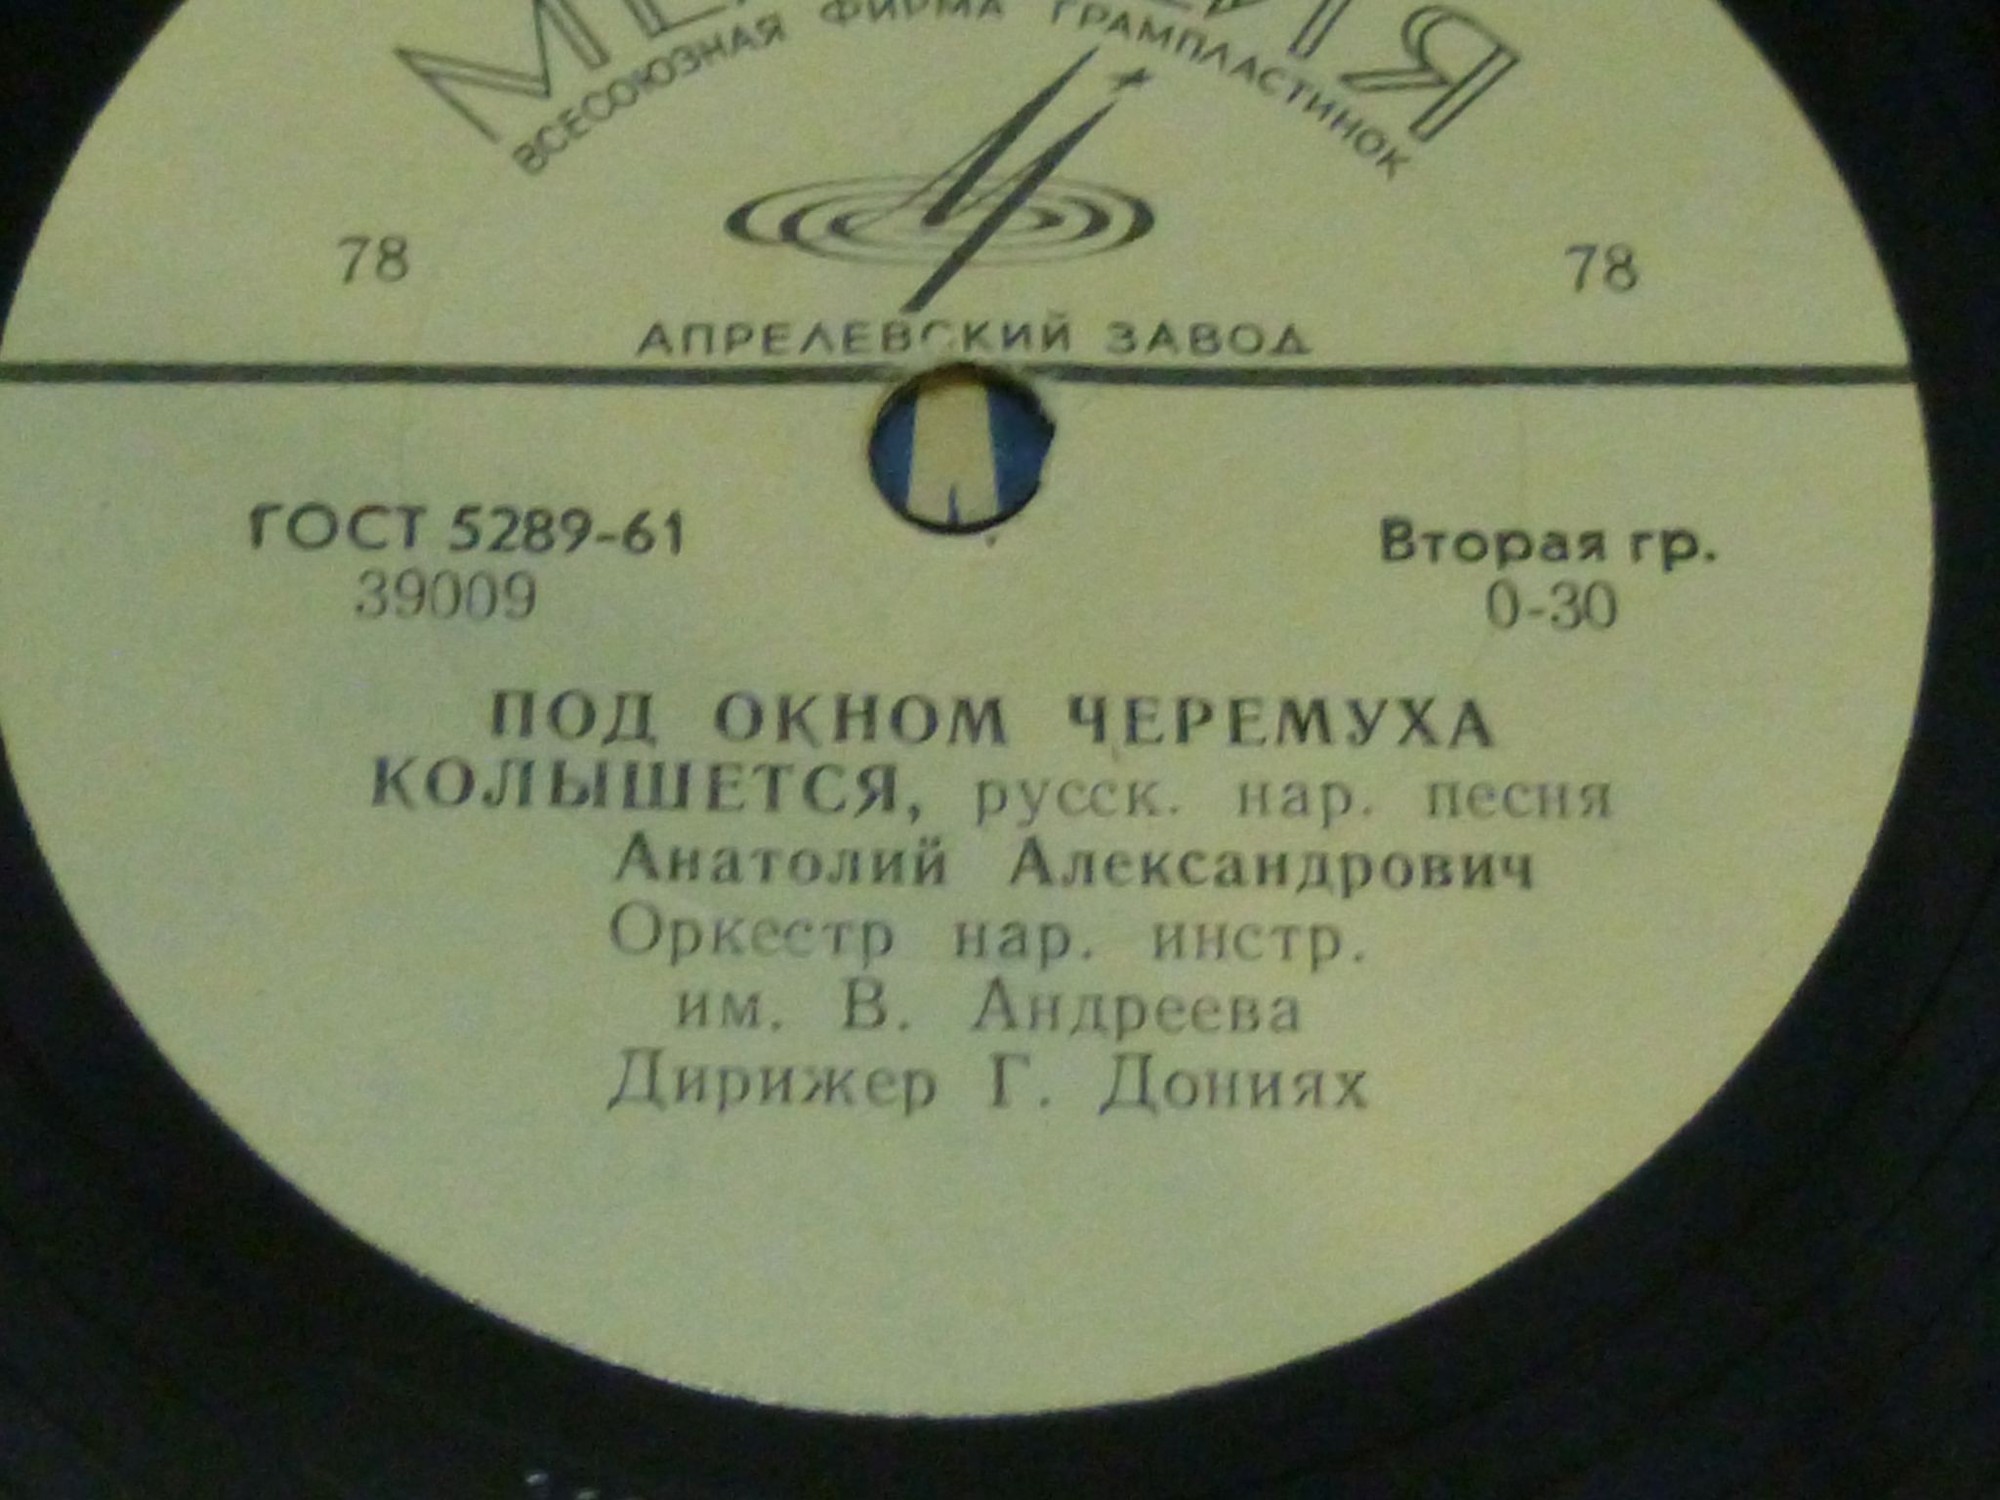 ВСЕСОЮЗНАЯ ФИРМА ГРАМПЛАСТИНОК
78 78
АПРЕЛЕВСКИЙ ЗАВОД
ГОСТ 5289-61 Вторая гр.
39009 0-30
ПОД ОКНОМ ЧЕРЕМУХА
КОЛЫШЕТСЯ, русск. нар. песня
Анатолий Александрович
Оркестр нар. инстр.
им. В. Андреева
Дирижер Г. Дониях